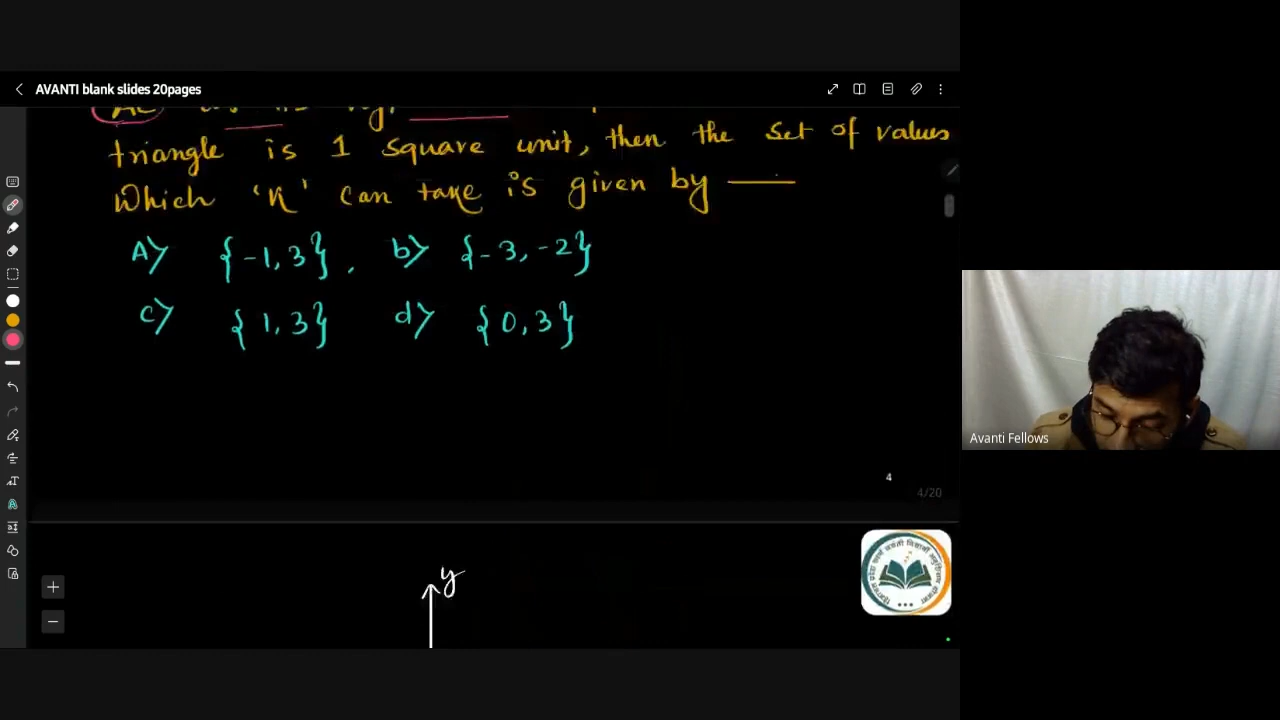 AVANTI blank slides 20pages
AC
triangle is 1 square unit, then the set of values
Which 'K' can take is given by ——
A) {-1, 3}, b) {-3, -2}
c) {1, 3} d) {0, 3}
4
4/20
y
Avanti Fellows